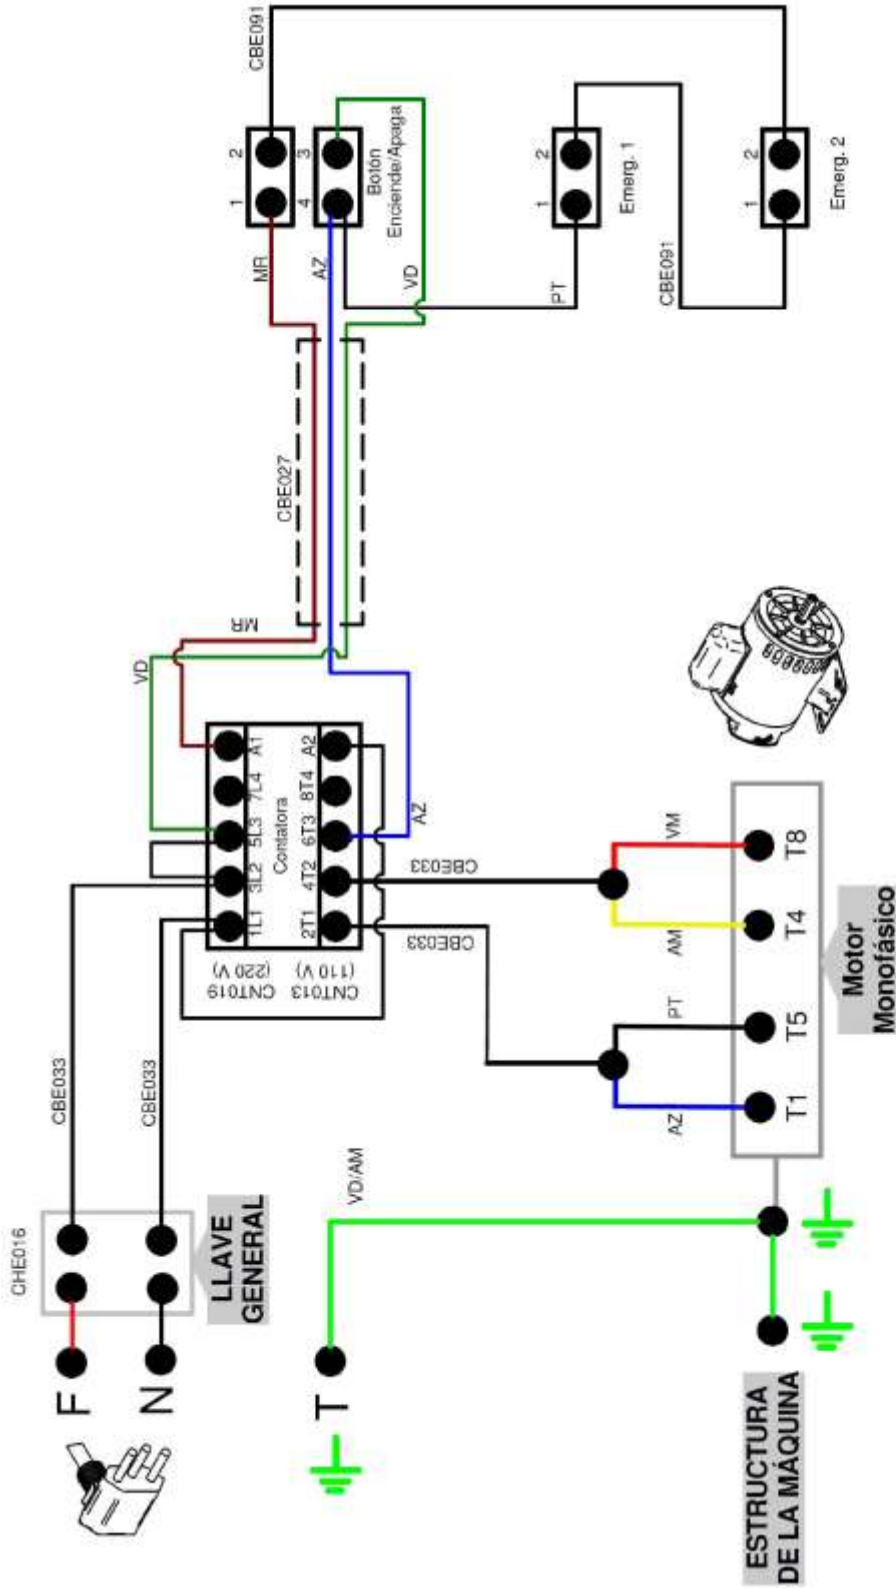 CHE016
F
N
T
LLAVE
GENERAL
CBE033
CBE033
VD/AM
ESTRUCTURA
DE LA MÁQUINA
CNT019
(220 V)
CNT013
(110 V)
1L1
3L2
5L3
7L4
A1
Contatora
2T1
4T2
6T3
8T4
A2
CBE033
CBE033
AZ
PT
AM
VM
T1
T5
T4
T8
Motor
Monofásico
VD
MR
AZ
CBE027
MR
AZ
VD
PT
CBE091
CBE091
1
2
4
3
Botón
Enciende/Apaga
1
2
Emerg. 1
1
2
Emerg. 2